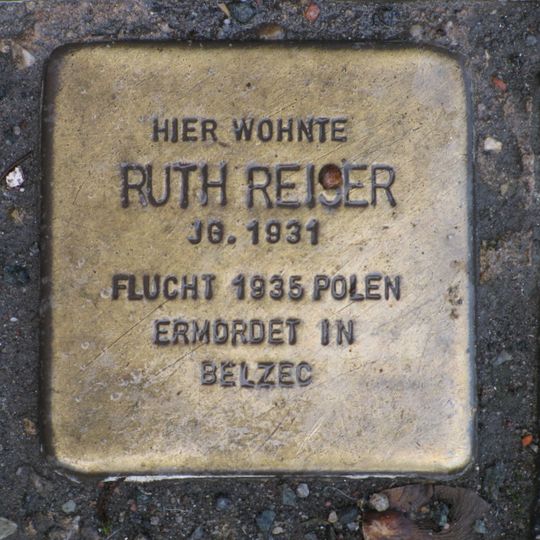 HIER WOHNTE
RUTH REISER
JG. 1931
FLUCHT 1935 POLEN
ERMORDET IN
BELZEC